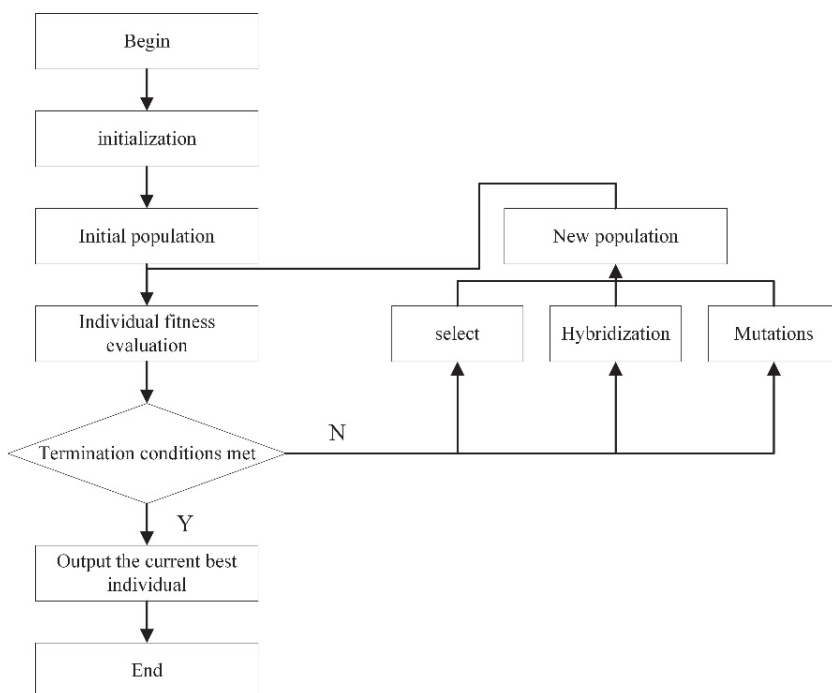 Begin
initialization
Initial population
New population
Individual fitness
evaluation
select
Hybridization
Mutations
Termination conditions met
N
Y
Output the current best
individual
End